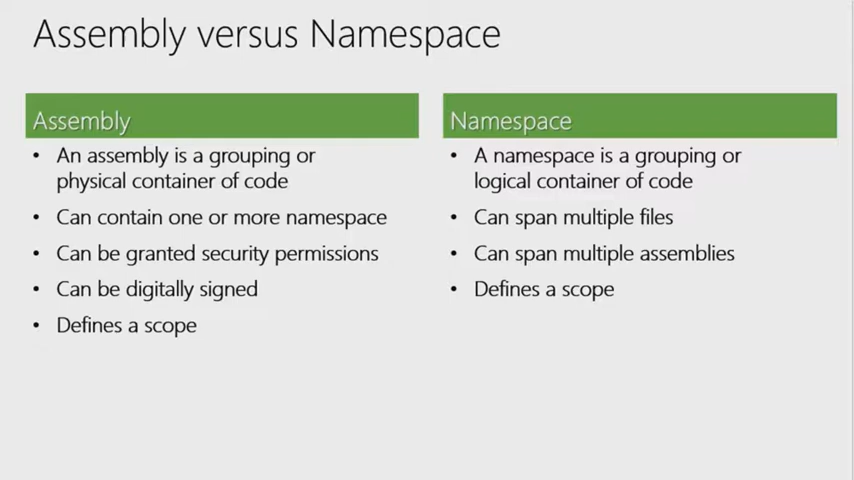 Assembly versus Namespace
Assembly
• An assembly is a grouping or
physical container of code
• Can contain one or more namespace
• Can be granted security permissions
• Can be digitally signed
• Defines a scope
Namespace
• A namespace is a grouping or
logical container of code
• Can span multiple files
• Can span multiple assemblies
• Defines a scope